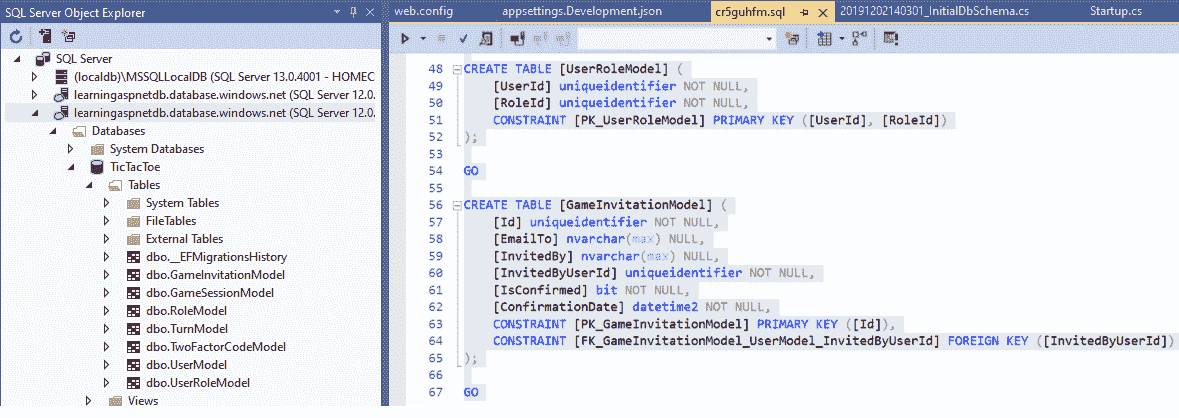 SQL Server Object Explorer
SQL Server
(localdb)\MSSQLLocalDB (SQL Server 13.0.4001 - HOMEC
learningaspnetdb.database.windows.net (SQL Server 12.0.
learningaspnetdb.database.windows.net (SQL Server 12.0.
Databases
System Databases
TicTacToe
Tables
System Tables
FileTables
External Tables
dbo.__EFMigrationsHistory
dbo.GameInvitationModel
dbo.GameSessionModel
dbo.RoleModel
dbo.TurnModel
dbo.TwoFactorCodeModel
dbo.UserModel
dbo.UserRoleModel
Views
web.config appsettings.Development.json cr5guhfm.sql 20191202140301_InitialDbSchema.cs Startup.cs
48 CREATE TABLE [UserRoleModel] (
49 [UserId] uniqueidentifier NOT NULL,
50 [RoleId] uniqueidentifier NOT NULL,
51 CONSTRAINT [PK_UserRoleModel] PRIMARY KEY ([UserId], [RoleId])
52 );
53
54 GO
55
56 CREATE TABLE [GameInvitationModel] (
57 [Id] uniqueidentifier NOT NULL,
58 [EmailTo] nvarchar(max) NULL,
59 [InvitedBy] nvarchar(max) NULL,
60 [InvitedByUserId] uniqueidentifier NOT NULL,
61 [IsConfirmed] bit NOT NULL,
62 [ConfirmationDate] datetime2 NOT NULL,
63 CONSTRAINT [PK_GameInvitationModel] PRIMARY KEY ([Id]),
64 CONSTRAINT [FK_GameInvitationModel_UserModel_InvitedByUserId] FOREIGN KEY ([InvitedByUserId])
65 );
66
67 GO